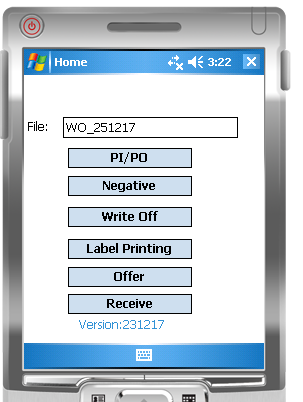 Home 3:22
File: WO_251217
PI/PO
Negative
Write Off
Label Printing
Offer
Receive
Version:231217